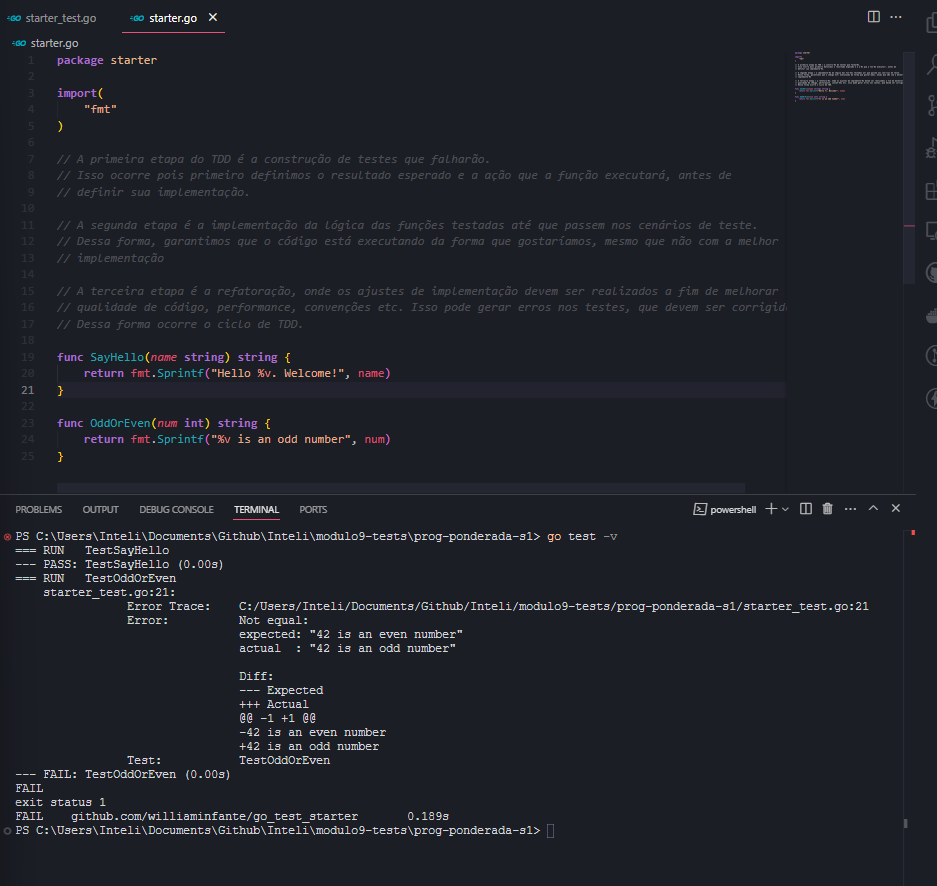 starter_test.go
starter.go
starter.go
1 package starter
2
3 import(
4 "fmt"
5 )
6
7 // A primeira etapa do TDD é a construção de testes que falharão.
8 // Isso ocorre pois primeiro definimos o resultado esperado e a ação que a função executará, antes de
9 // definir sua implementação.
10
11 // A segunda etapa é a implementação da lógica das funções testadas até que passem nos cenários de teste.
12 // Dessa forma, garantimos que o código está executando da forma que gostaríamos, mesmo que não com a melhor
13 // implementação
14
15 // A terceira etapa é a refatoração, onde os ajustes de implementação devem ser realizados a fim de melhorar
16 // qualidade de código, performance, convenções etc. Isso pode gerar erros nos testes, que devem ser corrigid
17 // Dessa forma ocorre o ciclo de TDD.
18
19 func SayHello(name string) string {
20 return fmt.Sprintf("Hello %v. Welcome!", name)
21 }
22
23 func OddOrEven(num int) string {
24 return fmt.Sprintf("%v is an odd number", num)
25 }
PROBLEMS OUTPUT DEBUG CONSOLE TERMINAL PORTS powershell
PS C:\Users\Inteli\Documents\Github\Inteli\modulo9-tests\prog-ponderada-s1> go test -v
=== RUN TestSayHello
--- PASS: TestSayHello (0.00s)
=== RUN TestOddOrEven
starter_test.go:21:
Error Trace: C:/Users/Inteli/Documents/Github/Inteli/modulo9-tests/prog-ponderada-s1/starter_test.go:21
Error: Not equal:
expected: "42 is an even number"
actual : "42 is an odd number"
Diff:
--- Expected
+++ Actual
@@ -1 +1 @@
-42 is an even number
+42 is an odd number
Test: TestOddOrEven
--- FAIL: TestOddOrEven (0.00s)
FAIL
exit status 1
FAIL github.com/williaminfante/go_test_starter 0.189s
PS C:\Users\Inteli\Documents\Github\Inteli\modulo9-tests\prog-ponderada-s1>